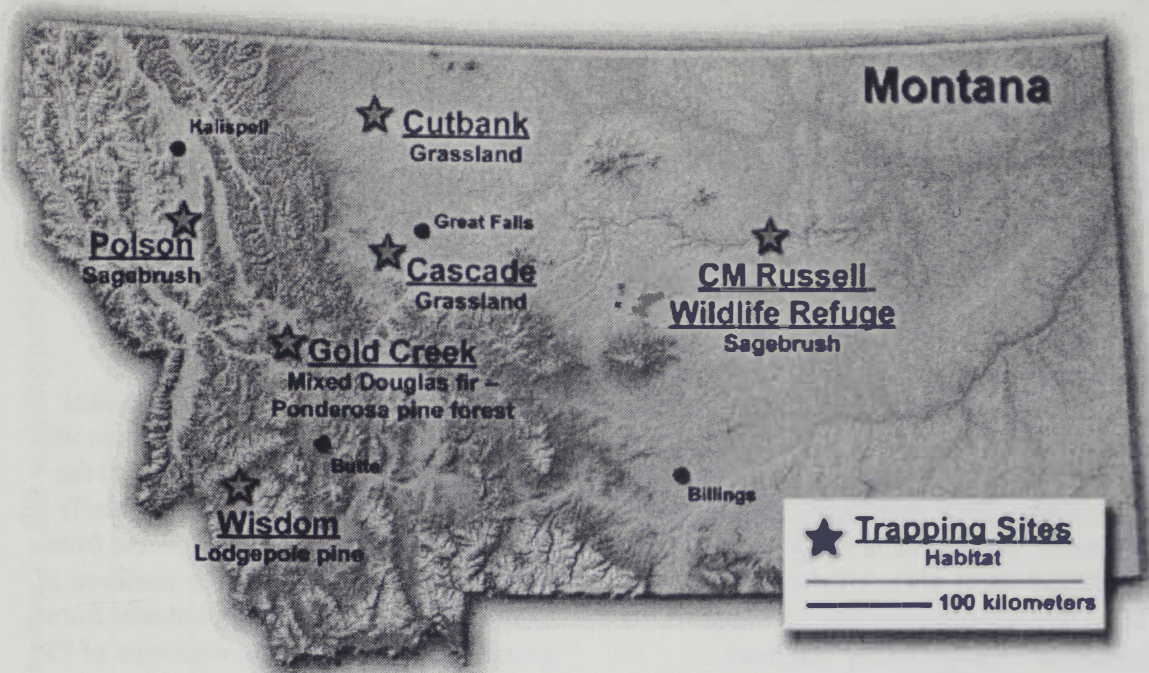 Montana
Kalispell
Cutbank
Grassland
Polson
Sagebrush
Great Falls
Cascade
Grassland
CM Russell
Wildlife Refuge
Sagebrush
Gold Creek
Mixed Douglas fir –
Ponderosa pine forest
Butte
Billings
Wisdom
Lodgepole pine
Trapping Sites
Habitat
100 kilometers